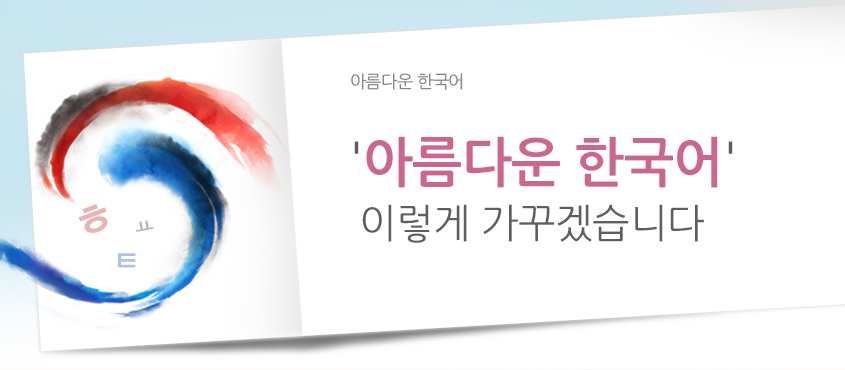 아름다운 한국어
'아름다운 한국어'
이렇게 가꾸겠습니다
ㅎ
ㅛ
ㅌ